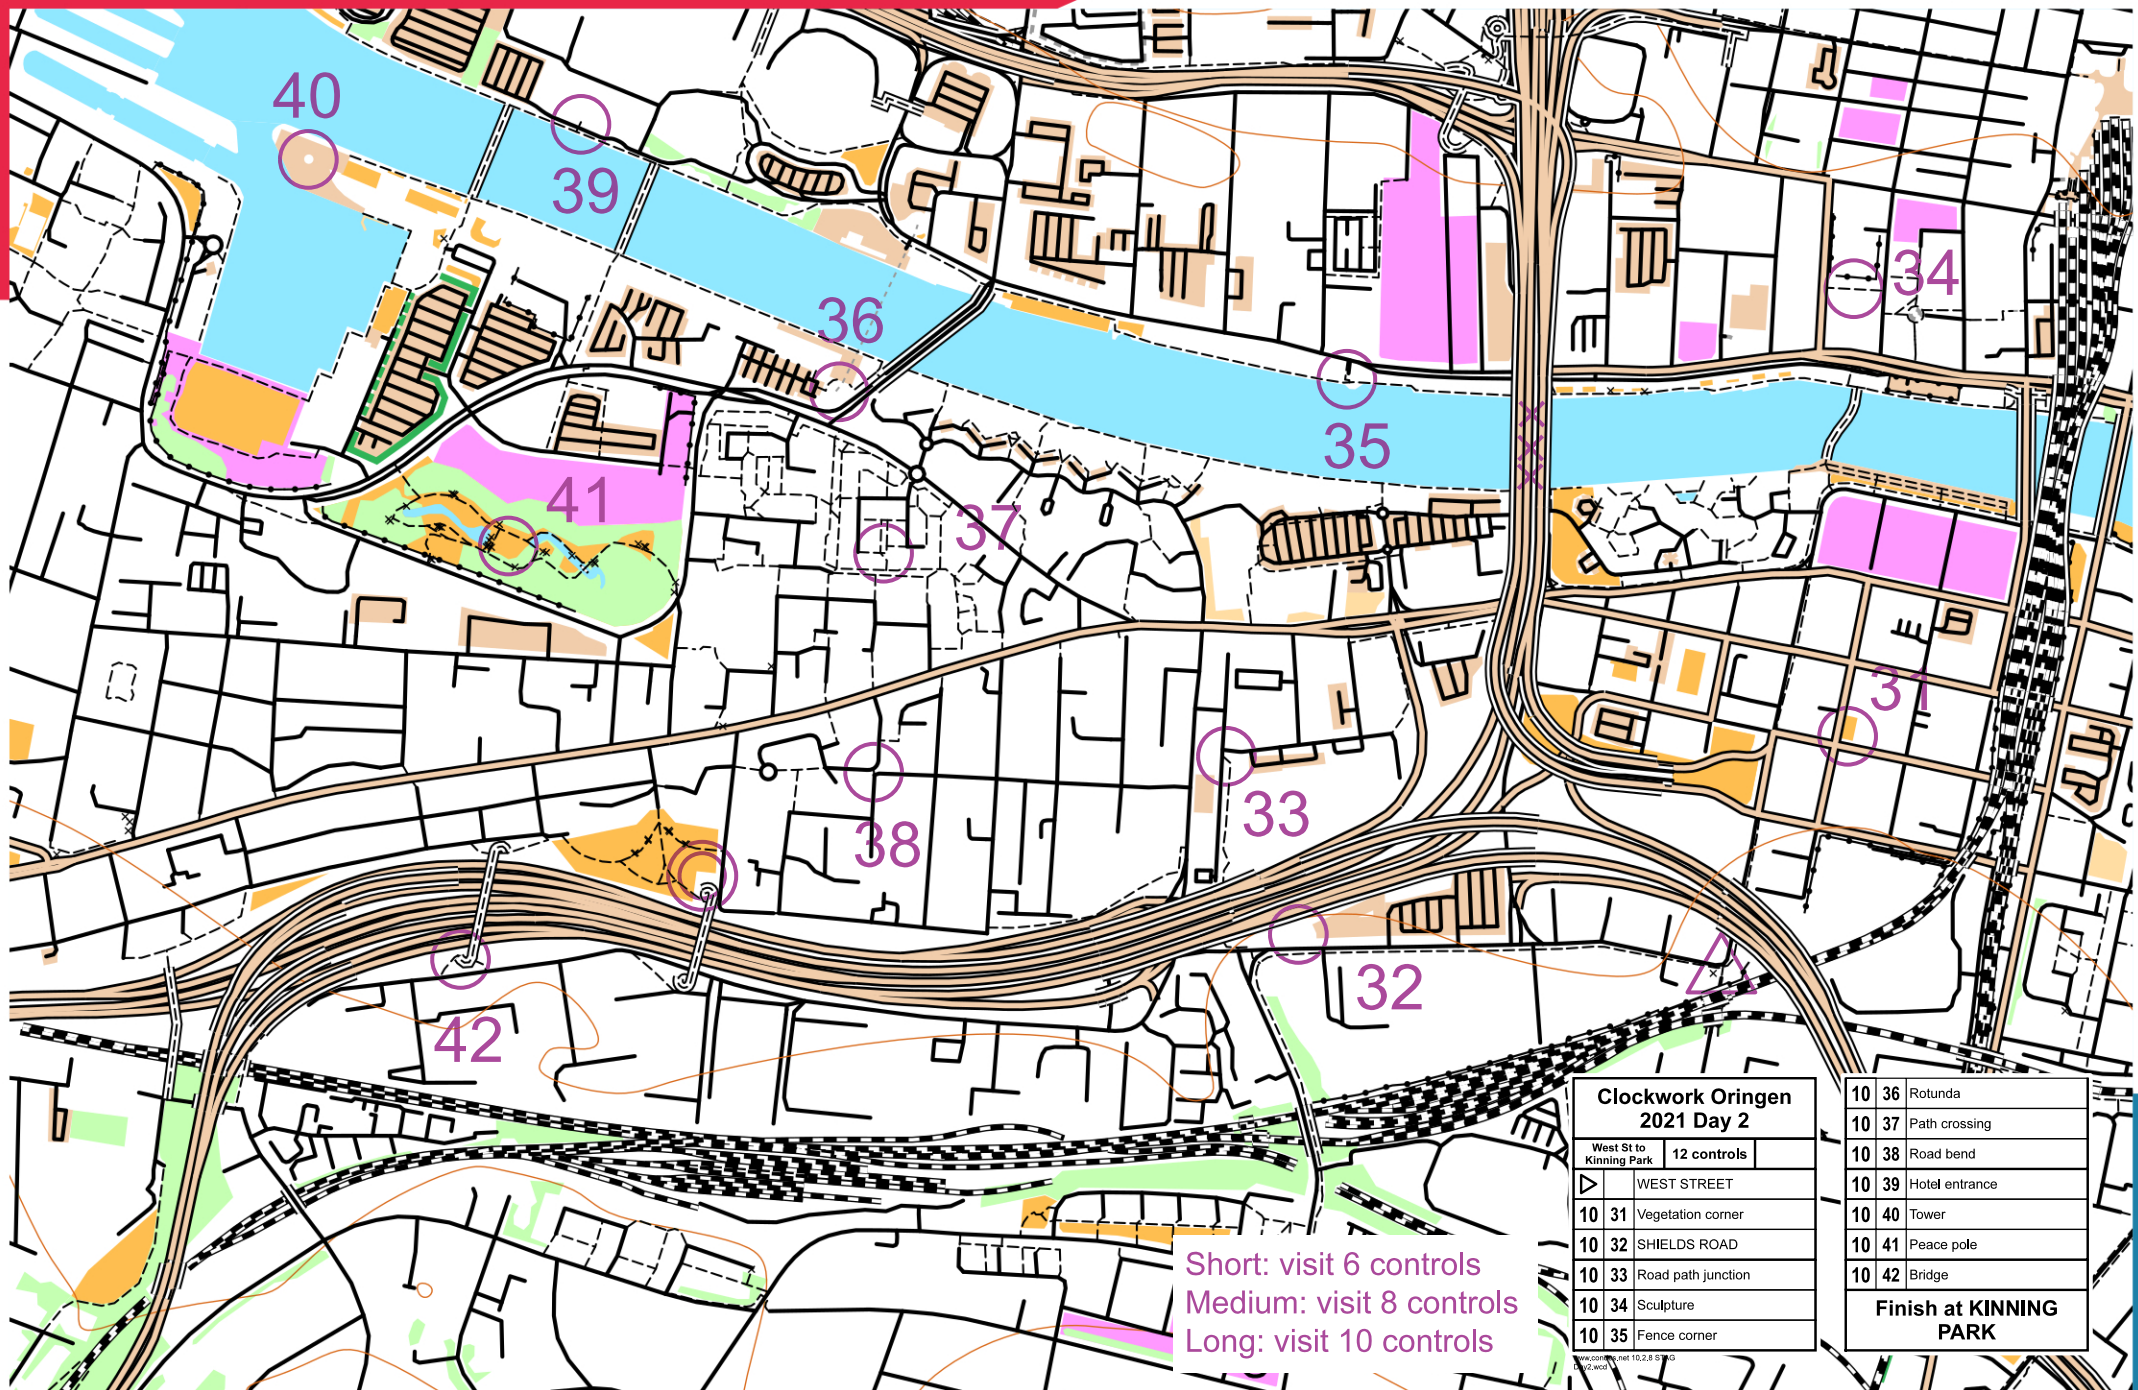 40
39
36
34
35
41
37
31
33
38
32
42
Clockwork Oringen
2021 Day 2
West St to
Kinning Park
12 controls
WEST STREET
10 31 Vegetation corner
10 32 SHIELDS ROAD
10 33 Road path junction
10 34 Sculpture
10 35 Fence corner
10 36 Rotunda
10 37 Path crossing
10 38 Road bend
10 39 Hotel entrance
10 40 Tower
10 41 Peace pole
10 42 Bridge
Finish at KINNING
PARK
Short: visit 6 controls
Medium: visit 8 controls
Long: visit 10 controls